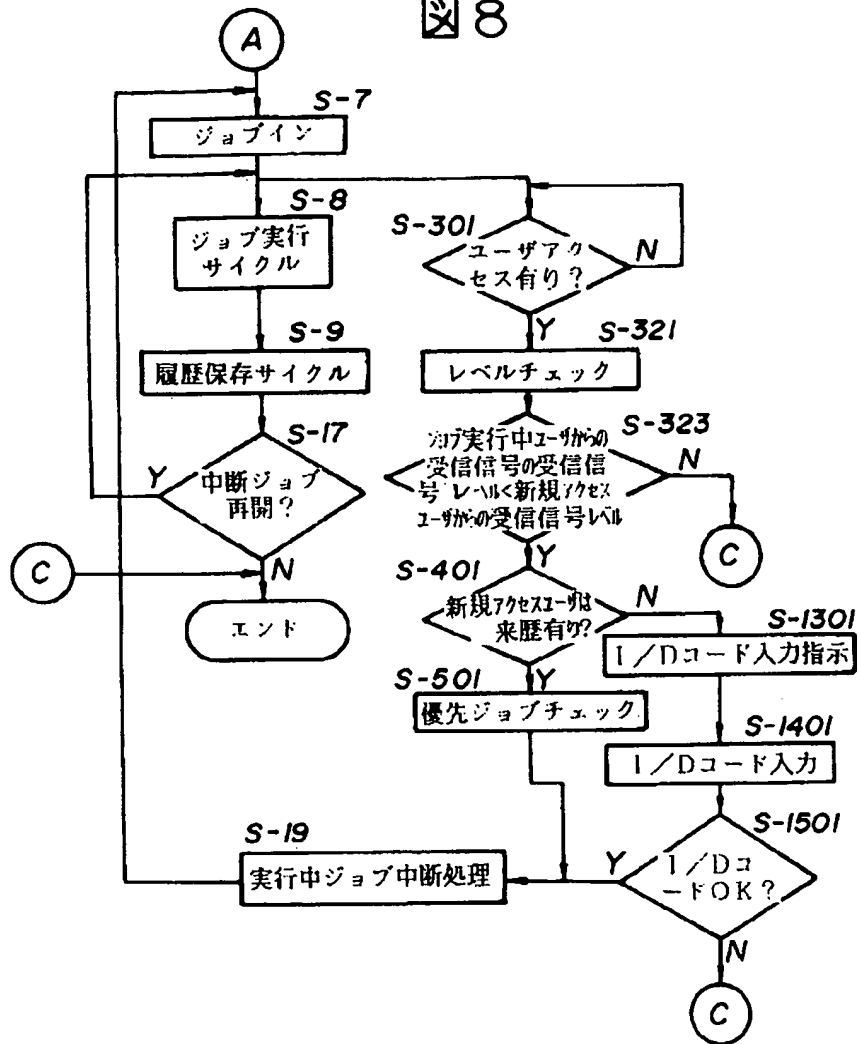 図8
A
S-7
ジョブイン
S-8
ジョブ実行
サイクル
S-9
履歴保存サイクル
S-17
Y
中断ジョブ
再開?
N
C
エンド
S-301
ユーザアク
セス有り?
N
Y
S-321
レベルチェック
S-323
ジョブ実行中ユーザからの
受信信号の受信信
号レベル<新規アクセス
ユーザからの受信信号レベル
N
C
Y
S-401
新規アクセスユーザは
来歴有り?
N
Y
S-501
優先ジョブチェック
S-1301
I/Dコード入力指示
S-1401
I/Dコード入力
S-1501
I/Dコ
ードOK?
Y
N
C
S-19
実行中ジョブ中断処理